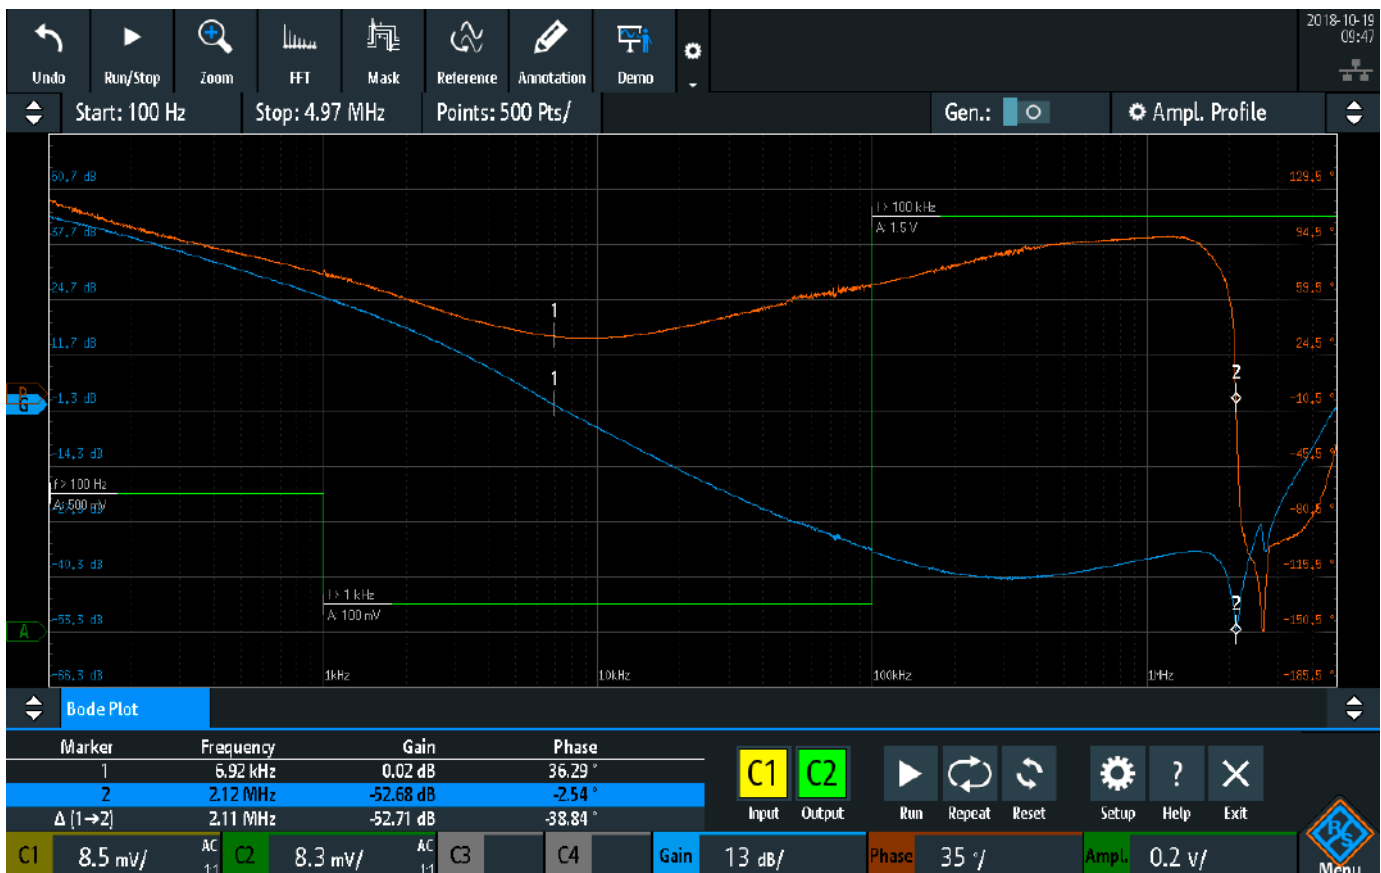 2018-10-19
09:47
Undo Run/Stop Zoom FFT Mask Reference Annotation Demo
Start: 100 Hz Stop: 4.97 MHz Points: 500 Pts/ Gen.: Ampl. Profile
50,7 dB 129,5 °
f > 100 kHz
A: 1.5 V
37,7 dB 94,5 °
24,7 dB 59,5 °
1
11,7 dB 24,5 °
1 2
G -1,3 dB -10,5 °
-14,3 dB -45,5 °
f > 100 Hz
A: 500 mV -80,5 °
-40,3 dB -115,5 °
f > 1 kHz
A: 100 mV
2
A -53,3 dB -150,5 °
-66.3 dB 1kHz 10kHz 100kHz 1MHz -185,5 °
Bode Plot
Marker Frequency Gain Phase
1 6.92 kHz 0.02 dB 36.29 °
2 2.12 MHz -52.68 dB -2.54 °
Δ (1→2) 2.11 MHz -52.71 dB -38.84 °
C1 C2
Input Output Run Repeat Reset Setup ? Help Exit
C1 8.5 mV/ AC 1:1 C2 8.3 mV/ AC 1:1 C3 C4 Gain 13 dB/ Phase 35 °/ Ampl. 0.2 V/ R&S Menu